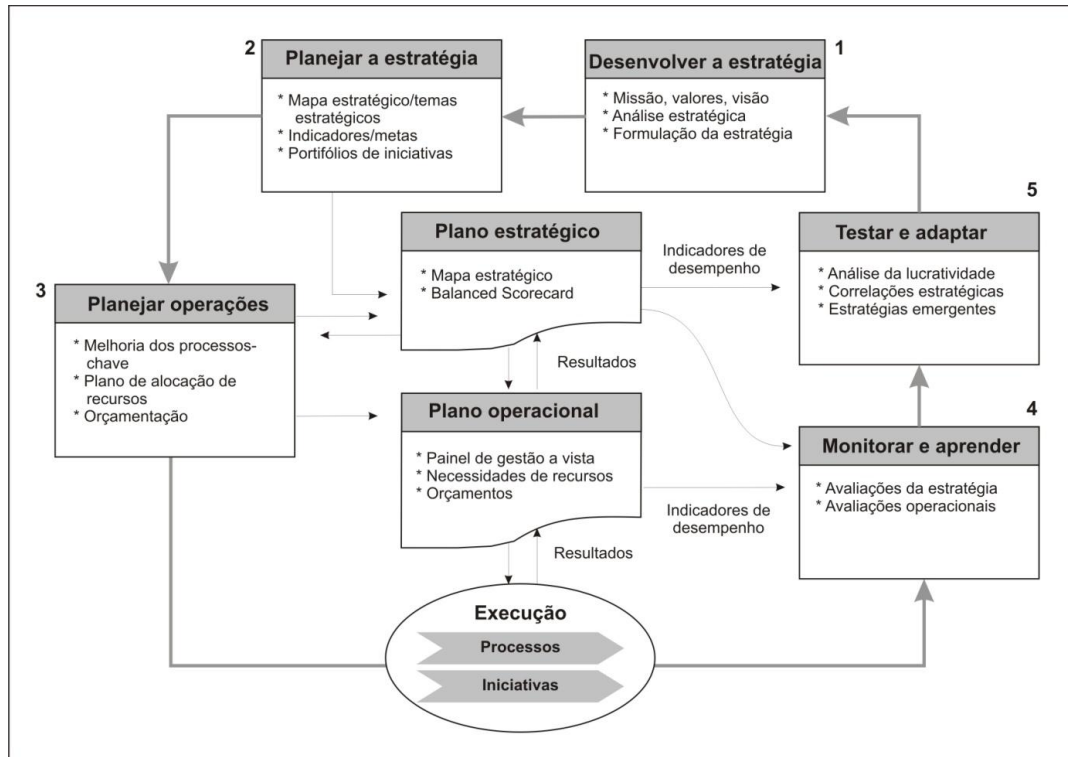 2
Planejar a estratégia
* Mapa estratégico/temas
estratégicos
* Indicadores/metas
* Portifólios de iniciativas
1
Desenvolver a estratégia
* Missão, valores, visão
* Análise estratégica
* Formulação da estratégia
3
Planejar operações
* Melhoria dos processos-
chave
* Plano de alocação de
recursos
* Orçamentação
Plano estratégico
* Mapa estratégico
* Balanced Scorecard
Indicadores de
desempenho
5
Testar e adaptar
* Análise da lucratividade
* Correlações estratégicas
* Estratégias emergentes
Resultados
Plano operacional
* Painel de gestão a vista
* Necessidades de recursos
* Orçamentos
Indicadores de
desempenho
4
Monitorar e aprender
* Avaliações da estratégia
* Avaliações operacionais
Resultados
Execução
Processos
Iniciativas